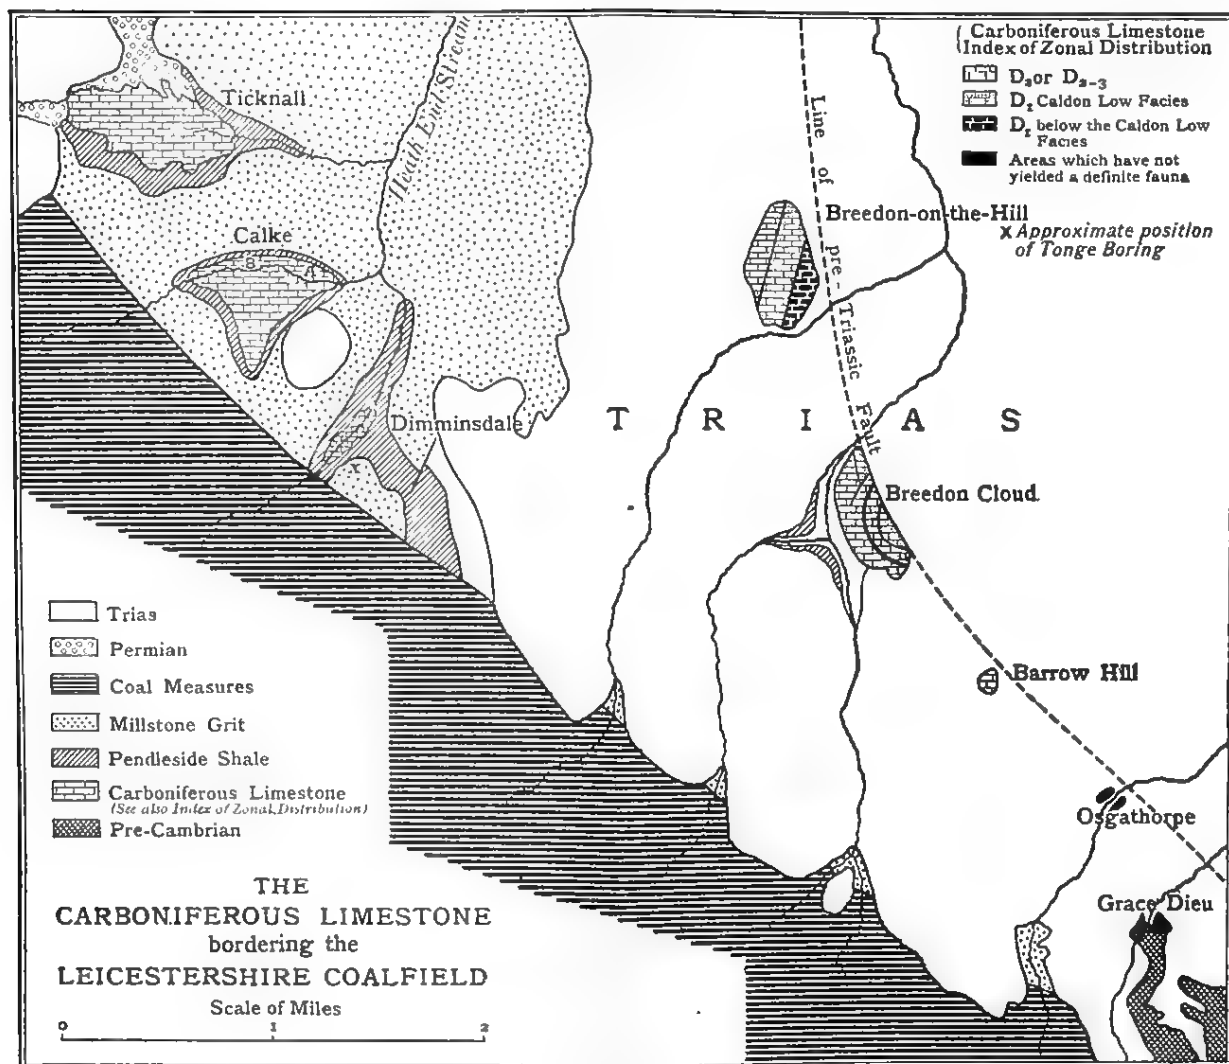 Carboniferous Limestone
Index of Zonal Distribution
D₂ or D₂₋₃
D₁ Caldon Low Facies
D₁ below the Caldon Low
Facies
Areas which have not
yielded a definite fauna
Ticknall
Heath End Stream
Line of pre-Triassic Fault
Breedon-on-the-Hill
X Approximate position
of Tonge Boring
Calke
B
A
Dimminsdale
X
TRIAS
Breedon Cloud
Barrow Hill
Osgathorpe
Grace Dieu
Trias
Permian
Coal Measures
Millstone Grit
Pendleside Shale
Carboniferous Limestone
(See also Index of Zonal Distribution)
Pre-Cambrian
THE
CARBONIFEROUS LIMESTONE
bordering the
LEICESTERSHIRE COALFIELD
Scale of Miles
0 1 2